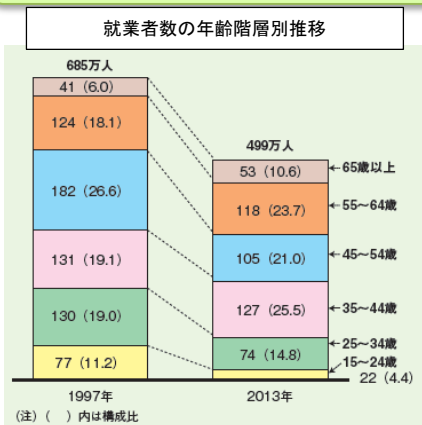 就業者数の年齢階層別推移
685万人
41（6.0）
124（18.1）
182（26.6）
131（19.1）
130（19.0）
77（11.2）
1997年
499万人
53（10.6）
118（23.7）
105（21.0）
127（25.5）
74（14.8）
22（4.4）
2013年
←65歳以上
←55～64歳
←45～54歳
←35～44歳
←25～34歳
15～24歳
（注）（　）内は構成比